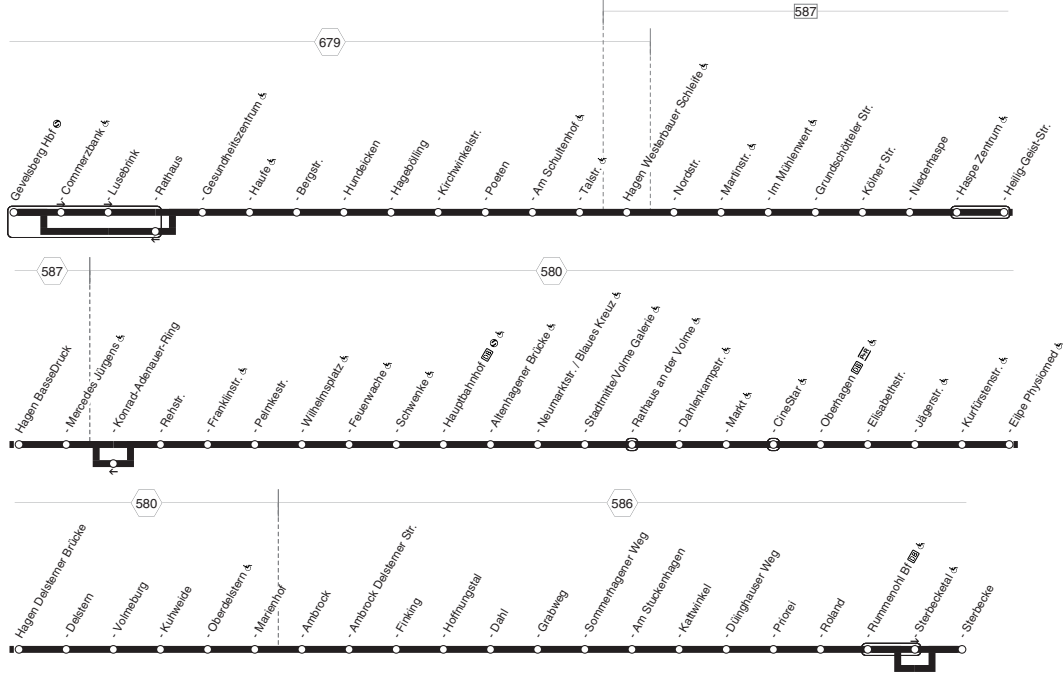 587
679
Gevelsberg Hbf
- Commerzbank
- Lusebrink
- Rathaus
- Gesundheitszentrum
- Haufe
- Bergstr.
- Hundeicken
- Hagebölling
- Kirchwinkelstr.
- Poeten
- Am Schultenhof
- Talstr.
Hagen Westerbauer Schleife
- Nordstr.
- Martinstr.
- Im Mühlenwert
- Grundschötteler Str.
- Kölner Str.
- Niederhaspe
- Haspe Zentrum
- Heilig-Geist-Str.
587
580
Hagen BasseDruck
- Mercedes Jürgens
- Konrad-Adenauer-Ring
- Rehstr.
- Franklinstr.
- Pelmkestr.
- Wilhelmsplatz
- Feuerwache
- Schwenke
- Hauptbahnhof
- Altenhagener Brücke
- Neumarktstr. / Blaues Kreuz
- Stadtmitte/Volme Galerie
- Rathaus an der Volme
- Dahlenkampstr.
- Markt
- CineStar
- Oberhagen
- Elisabethstr.
- Jägerstr.
- Kurfürstenstr.
- Eilpe Physiomed
580
586
Hagen Delsterner Brücke
- Delstern
- Volmeburg
- Kuhweide
- Oberdelstern
- Marienhof
- Ambrock
- Ambrock Delsterner Str.
- Finking
- Hoffnungstal
- Dahl
- Grabweg
- Sommerhagener Weg
- Am Stuckenhagen
- Kattwinkel
- Düinghauser Weg
- Priorei
- Roland
- Rummenohl Bf
- Sterbecketal
- Sterbecke